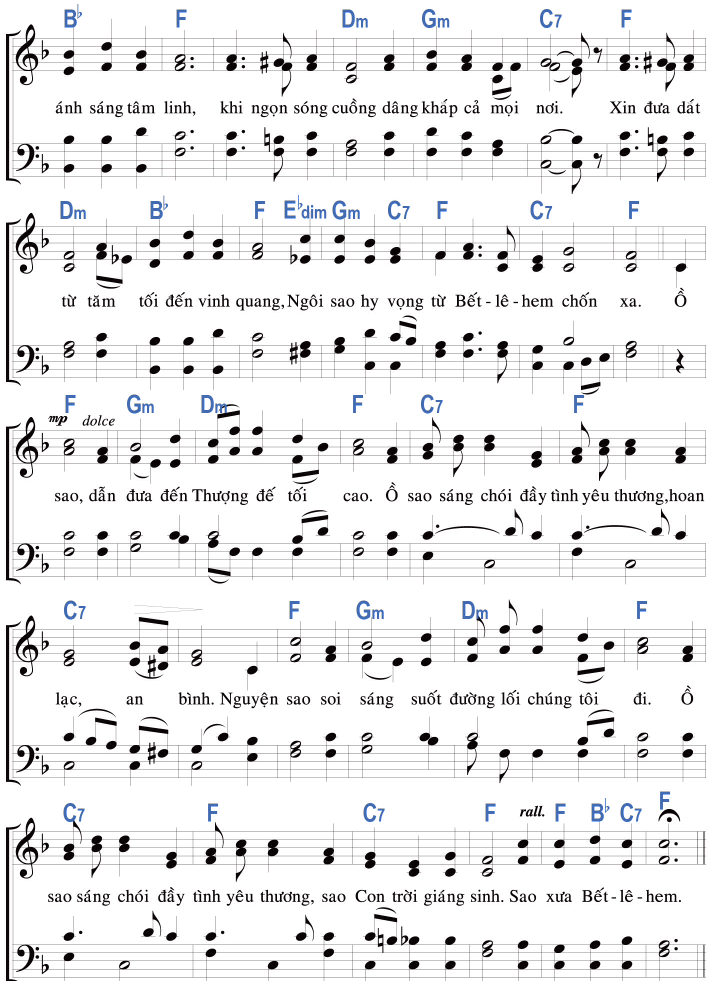 B♭ F Dm Gm C7 F
ánh sáng tâm linh, khi ngọn sóng cuồng dâng khắp cả mọi nơi. Xin đưa dắt
Dm B♭ F E♭dim Gm C7 F C7 F
từ tăm tối đến vinh quang, Ngôi sao hy vọng từ Bết - lê - hem chốn xa. Ồ
F Gm Dm F C7 F
mp dolce
sao, dẫn đưa đến Thượng đế tối cao. Ồ sao sáng chói đầy tình yêu thương, hoan
C7 F Gm Dm F
lạc, an bình. Nguyện sao soi sáng suốt đường lối chúng tôi đi. Ồ
C7 F C7 F rall. F B♭ C7 F
sao sáng chói đầy tình yêu thương, sao Con trời giáng sinh. Sao xưa Bết - lê - hem.